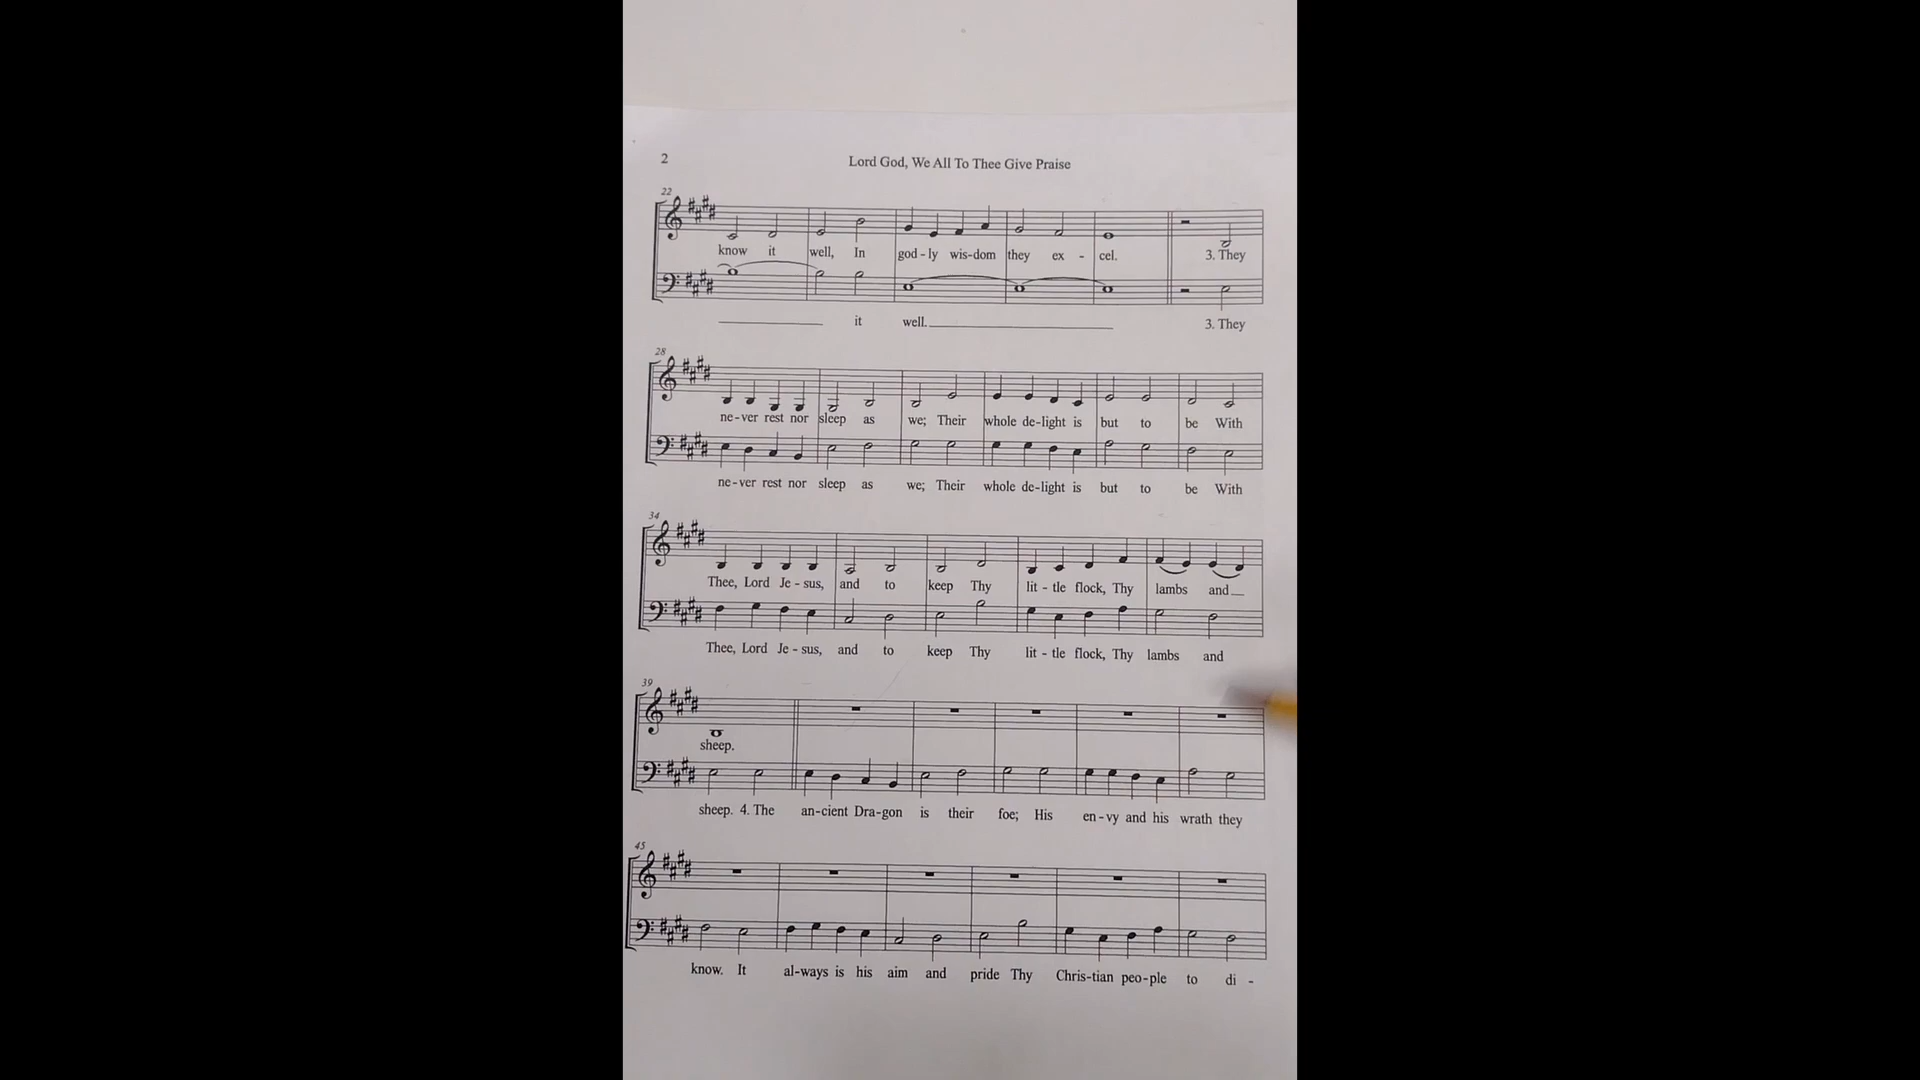 2
Lord God, We All To Thee Give Praise
22
know it well, In god - ly wis - dom they ex - cel. 3. They
it well. 3. They
28
ne - ver rest nor sleep as we; Their whole de - light is but to be With
ne - ver rest nor sleep as we; Their whole de - light is but to be With
34
Thee, Lord Je - sus, and to keep Thy lit - tle flock, Thy lambs and
Thee, Lord Je - sus, and to keep Thy lit - tle flock, Thy lambs and
39
sheep.
sheep. 4. The an - cient Dra - gon is their foe; His en - vy and his wrath they
45
know. It al - ways is his aim and pride Thy Chris - tian peo - ple to di -